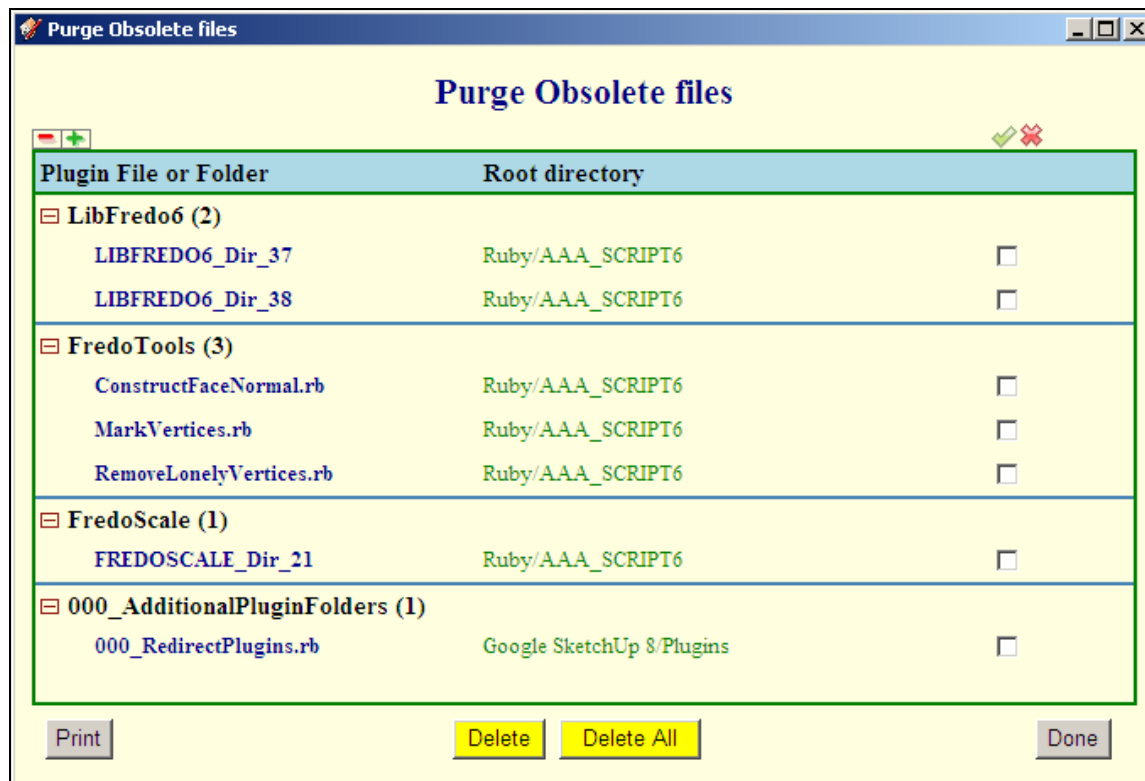 Purge Obsolete files
Purge Obsolete files
Plugin File or Folder Root directory
LibFredo6 (2)
LIBFREDO6_Dir_37 Ruby/AAA_SCRIPT6
LIBFREDO6_Dir_38 Ruby/AAA_SCRIPT6
FredoTools (3)
ConstructFaceNormal.rb Ruby/AAA_SCRIPT6
MarkVertices.rb Ruby/AAA_SCRIPT6
RemoveLonelyVertices.rb Ruby/AAA_SCRIPT6
FredoScale (1)
FREDOSCALE_Dir_21 Ruby/AAA_SCRIPT6
000_AdditionalPluginFolders (1)
000_RedirectPlugins.rb Google SketchUp 8/Plugins
Print Delete Delete All Done